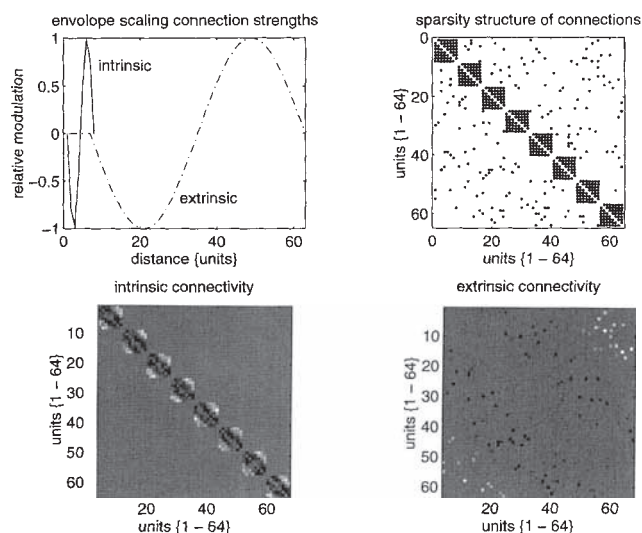 envelope scaling connection strengths
relative modulation
1
0.5
0
-0.5
-1
intrinsic
extrinsic
0 20 40 60
distance {units}
sparsity structure of connections
units {1 – 64}
0
20
40
60
0 20 40 60
units {1 – 64}
intrinsic connectivity
units {1 – 64}
10
20
30
40
50
60
20 40 60
units {1 – 64}
extrinsic connectivity
units {1 – 64}
10
20
30
40
50
60
20 40 60
units {1 – 64}